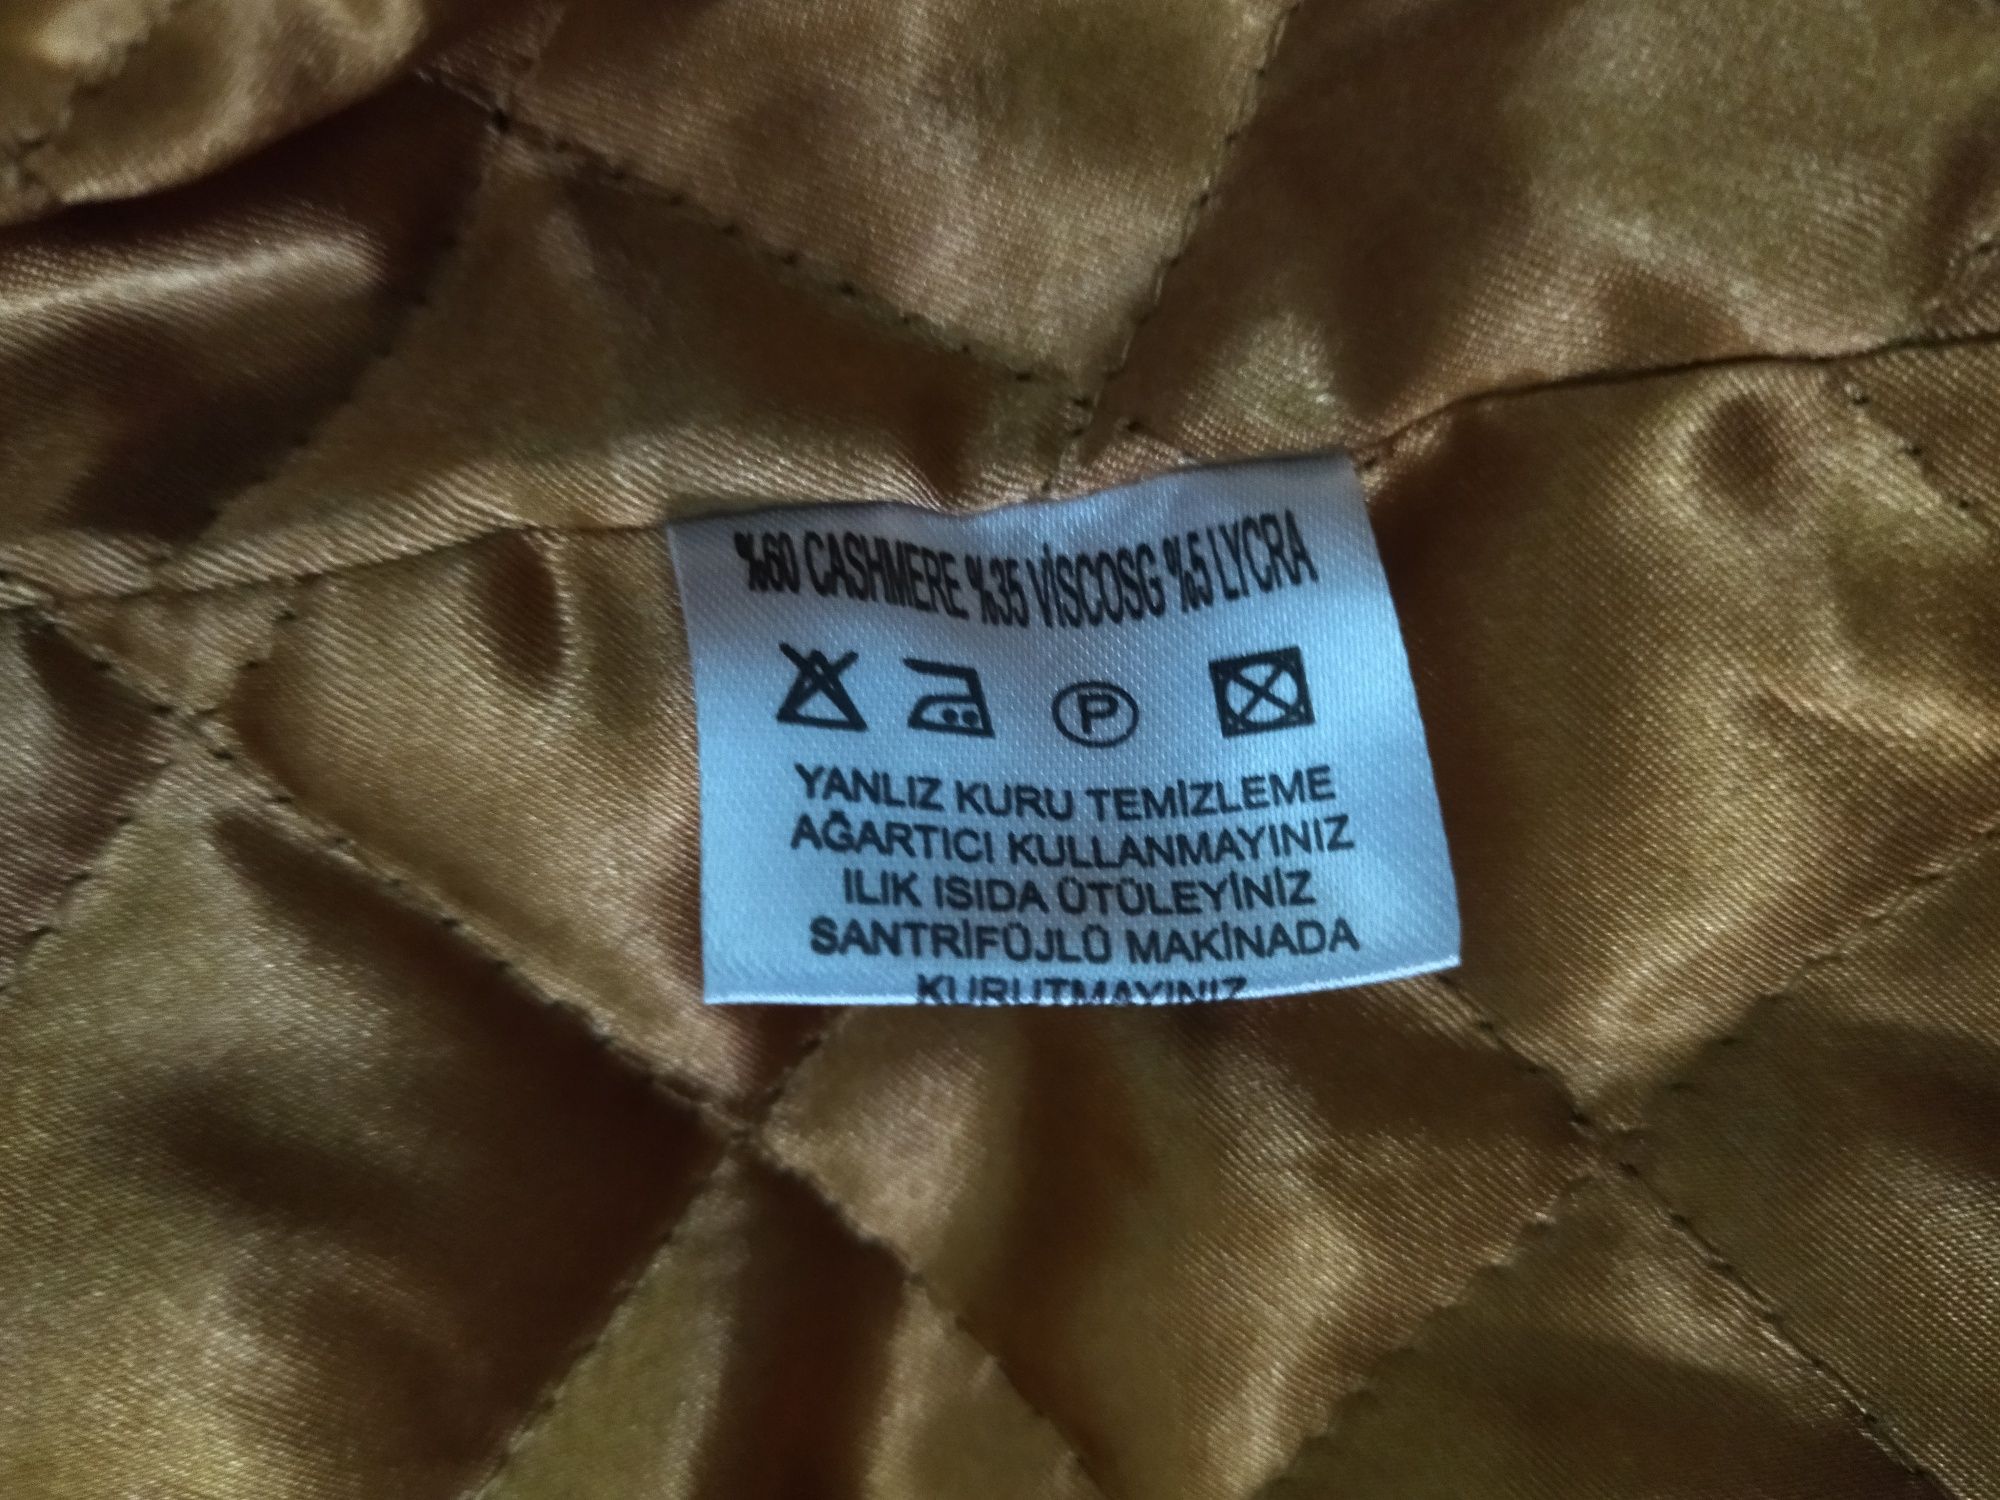 %60 CASHMERE %35 VİSCOSG %5 LYCRA
P
YANLIZ KURU TEMİZLEME
AĞARTICI KULLANMAYINIZ
ILIK ISIDA ÜTÜLEYİNİZ
SANTRİFÜJLÜ MAKİNADA
KURUTMAYINIZ